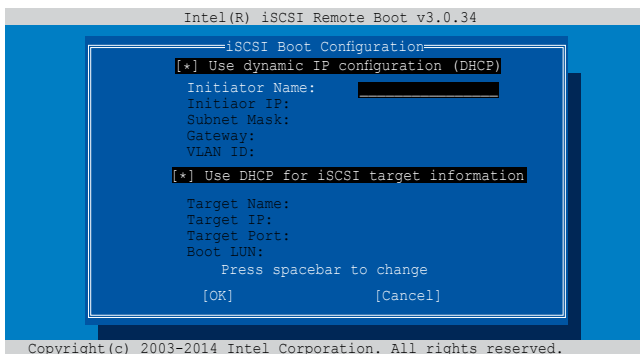 Intel(R) iSCSI Remote Boot v3.0.34
iSCSI Boot Configuration
[*] Use dynamic IP configuration (DHCP)
Initiator Name:
Initiaor IP:
Subnet Mask:
Gateway:
VLAN ID:
[*] Use DHCP for iSCSI target information
Target Name:
Target IP:
Target Port:
Boot LUN:
Press spacebar to change
[OK] [Cancel]
Copyright(c) 2003-2014 Intel Corporation. All rights reserved.